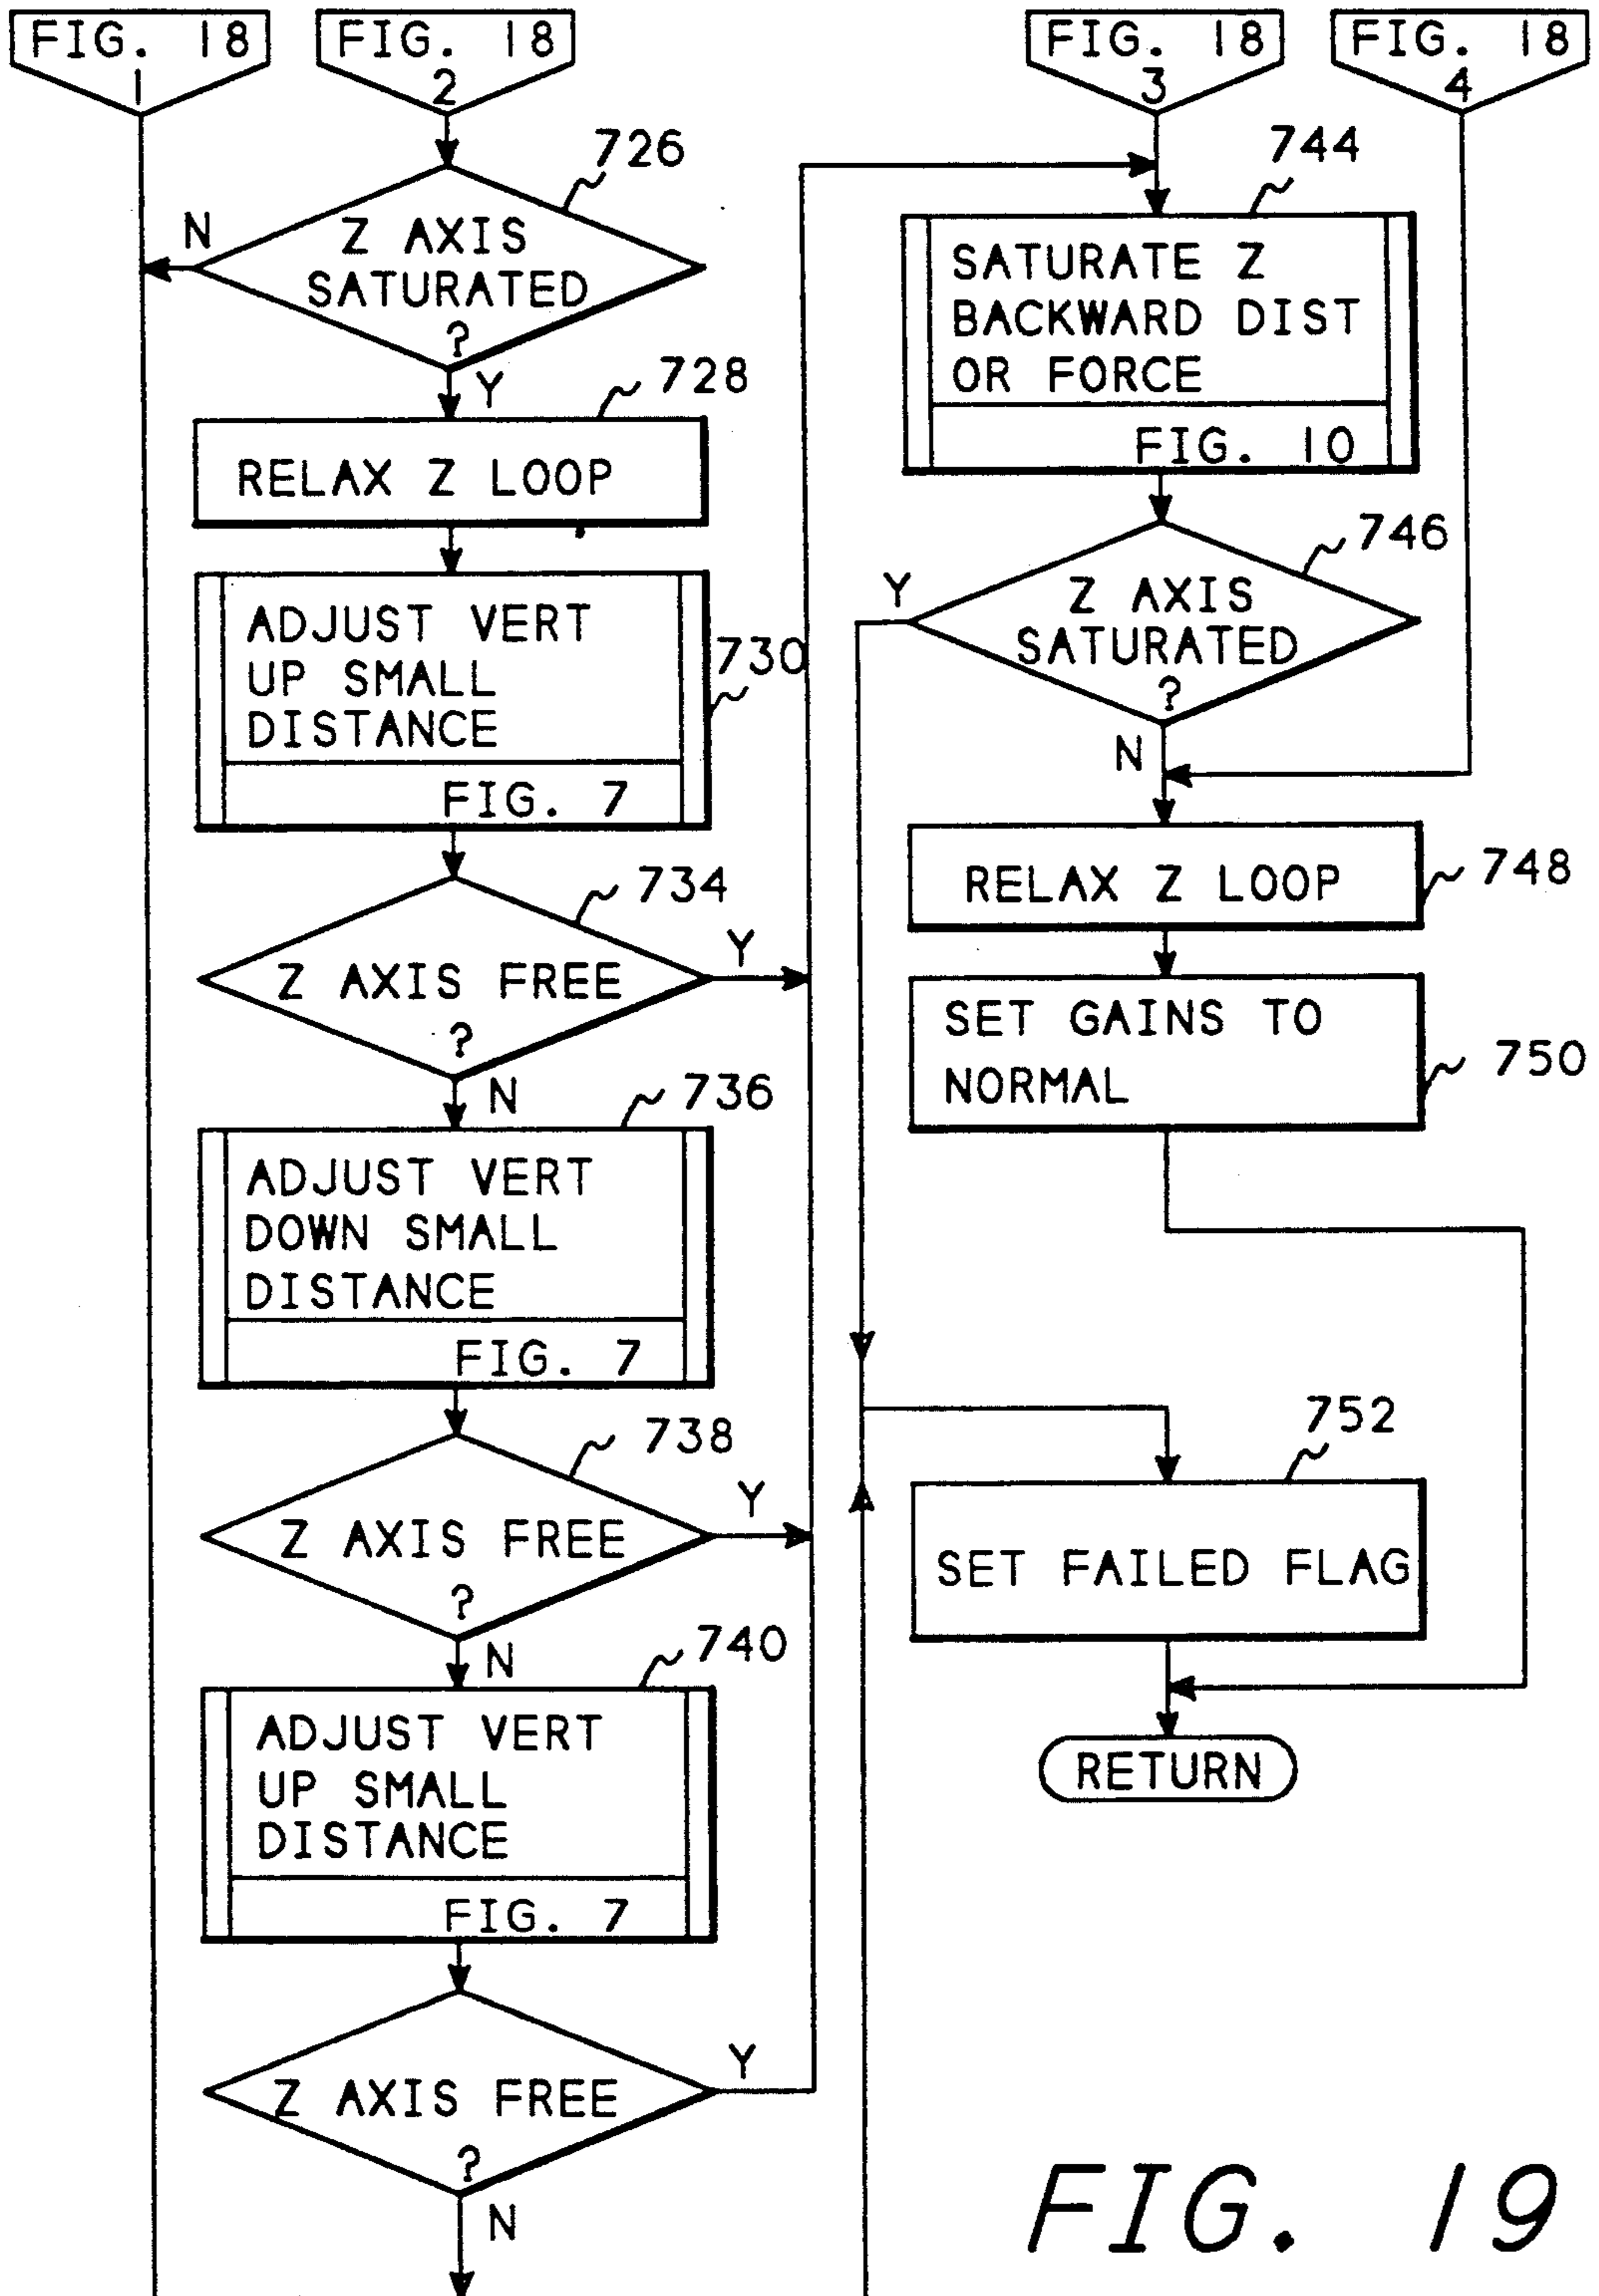 FIG. 18
1
FIG. 18
2
726
N
Z AXIS
SATURATED
?
Y
728
RELAX Z LOOP
ADJUST VERT
UP SMALL
DISTANCE
730
FIG. 7
734
Z AXIS FREE
Y
?
N
736
ADJUST VERT
DOWN SMALL
DISTANCE
FIG. 7
738
Z AXIS FREE
Y
?
N
740
ADJUST VERT
UP SMALL
DISTANCE
FIG. 7
Z AXIS FREE
Y
?
N
FIG. 18
3
FIG. 18
4
744
SATURATE Z
BACKWARD DIST
OR FORCE
FIG. 10
746
Y
Z AXIS
SATURATED
?
N
RELAX Z LOOP
748
SET GAINS TO
NORMAL
750
752
SET FAILED FLAG
RETURN
FIG. 19